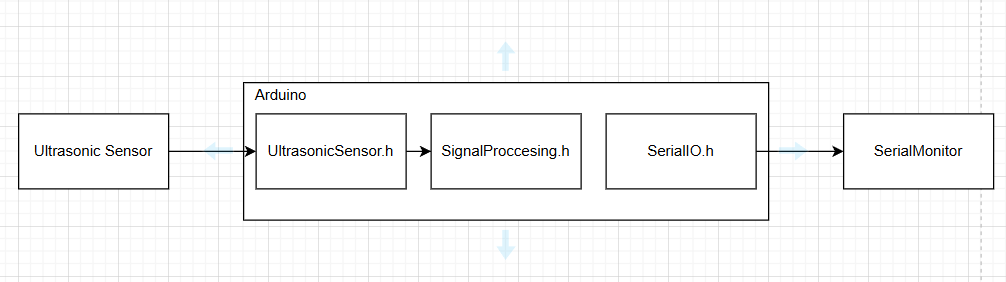 Arduino
Ultrasonic Sensor
UltrasonicSensor.h
SignalProccesing.h
SerialIO.h
SerialMonitor